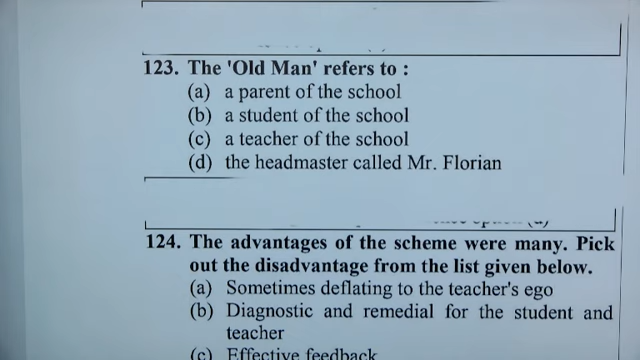 123. The 'Old Man' refers to :
(a) a parent of the school
(b) a student of the school
(c) a teacher of the school
(d) the headmaster called Mr. Florian
124. The advantages of the scheme were many. Pick
out the disadvantage from the list given below.
(a) Sometimes deflating to the teacher's ego
(b) Diagnostic and remedial for the student and
teacher
(c) Effective feedback